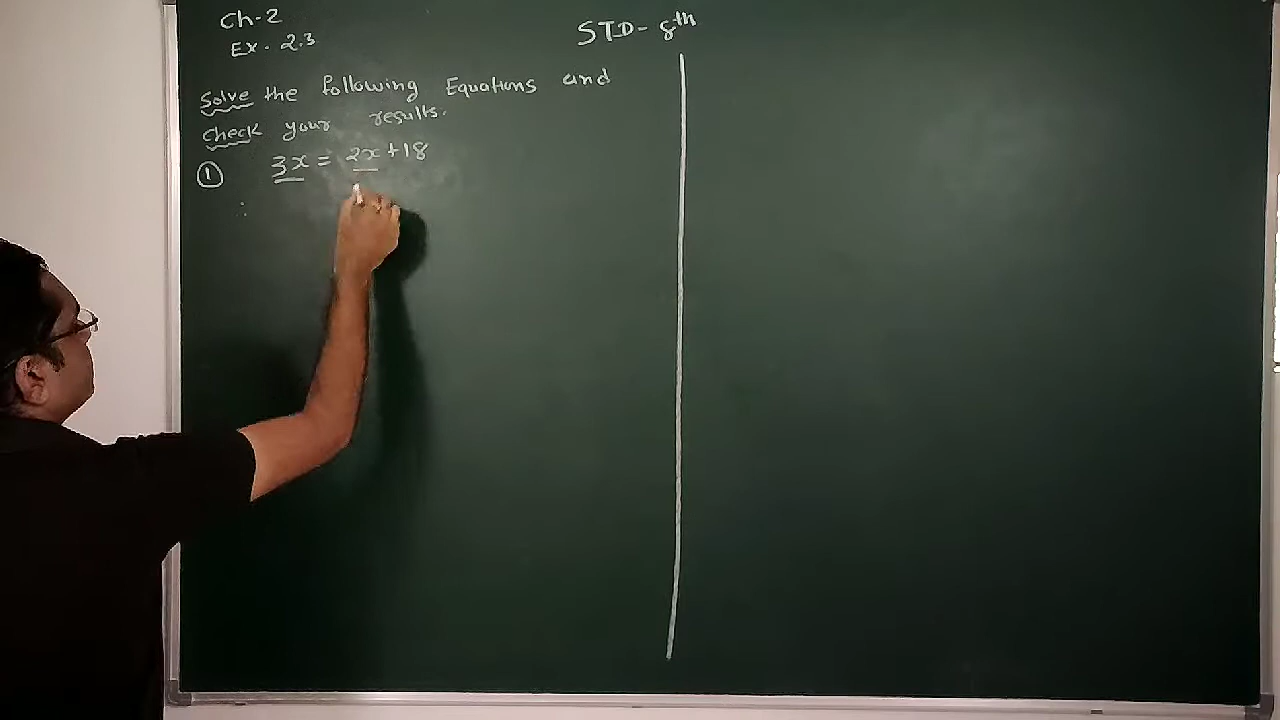 Ch-2
STD- 8th
Ex. 2.3
Solve the following Equations and
check your results.
① 3x = 2x + 18
∴